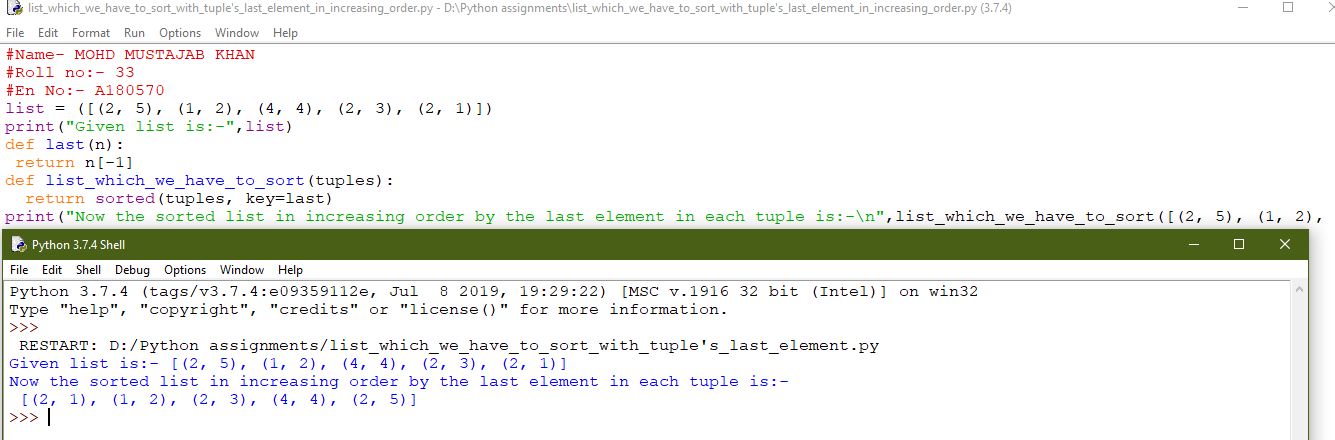 list_which_we_have_to_sort_with_tuple's_last_element_in_increasing_order.py - D:\Python assignments\list_which_we_have_to_sort_with_tuple's_last_element_in_increasing_order.py (3.7.4)
File Edit Format Run Options Window Help
#Name- MOHD MUSTAJAB KHAN
#Roll no:- 33
#En No:- A180570
list = ([(2, 5), (1, 2), (4, 4), (2, 3), (2, 1)])
print("Given list is:-",list)
def last(n):
 return n[-1]
def list_which_we_have_to_sort(tuples):
  return sorted(tuples, key=last)
print("Now the sorted list in increasing order by the last element in each tuple is:-\n",list_which_we_have_to_sort([(2, 5), (1, 2),
Python 3.7.4 Shell
File Edit Shell Debug Options Window Help
Python 3.7.4 (tags/v3.7.4:e09359112e, Jul  8 2019, 19:29:22) [MSC v.1916 32 bit (Intel)] on win32
Type "help", "copyright", "credits" or "license()" for more information.
>>>
 RESTART: D:/Python assignments/list_which_we_have_to_sort_with_tuple's_last_element.py
Given list is:- [(2, 5), (1, 2), (4, 4), (2, 3), (2, 1)]
Now the sorted list in increasing order by the last element in each tuple is:-
 [(2, 1), (1, 2), (2, 3), (4, 4), (2, 5)]
>>>